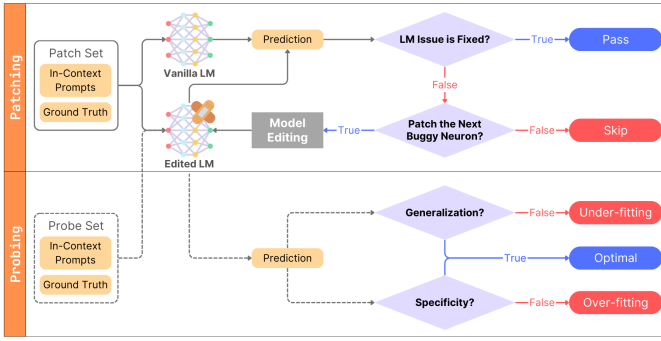 Patching
Patch Set
In-Context
Prompts
Ground Truth
Vanilla LM
Edited LM
Prediction
LM Issue is Fixed?
True
Pass
False
Model
Editing
True
Patch the Next
Buggy Neuron?
False
Skip
Probing
Probe Set
In-Context
Prompts
Ground Truth
Prediction
Generalization?
False
Under-fitting
True
Optimal
Specificity?
False
Over-fitting